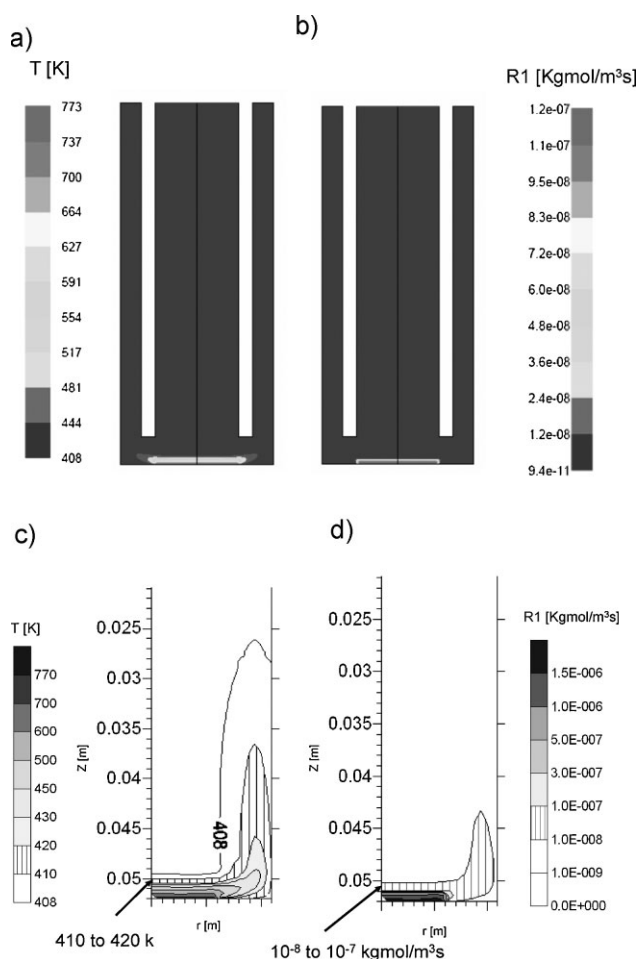 a)
T [K]
773
737
700
664
627
591
554
517
481
444
408
b)
R1 [Kgmol/m³s]
1.2e-07
1.1e-07
9.5e-08
8.3e-08
7.2e-08
6.0e-08
4.8e-08
3.6e-08
2.4e-08
1.2e-08
9.4e-11
c)
T [K]
770
700
600
500
450
430
420
410
408
Z [m]
0.025
0.03
0.035
0.04
0.045
0.05
408
r [m]
410 to 420 k
d)
Z [m]
0.025
0.03
0.035
0.04
0.045
0.05
r [m]
10⁻⁸ to 10⁻⁷ kgmol/m³s
R1 [Kgmol/m³s]
1.5E-006
1.0E-006
5.0E-007
3.0E-007
1.0E-007
1.0E-008
1.0E-009
0.0E+000